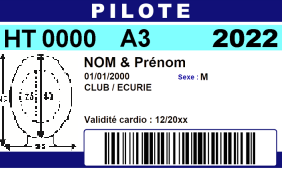 PILOTE
HT 0000 A3 2022
NOM & Prénom
01/01/2000 Sexe : M
CLUB / ECURIE
Validité cardio : 12/20xx